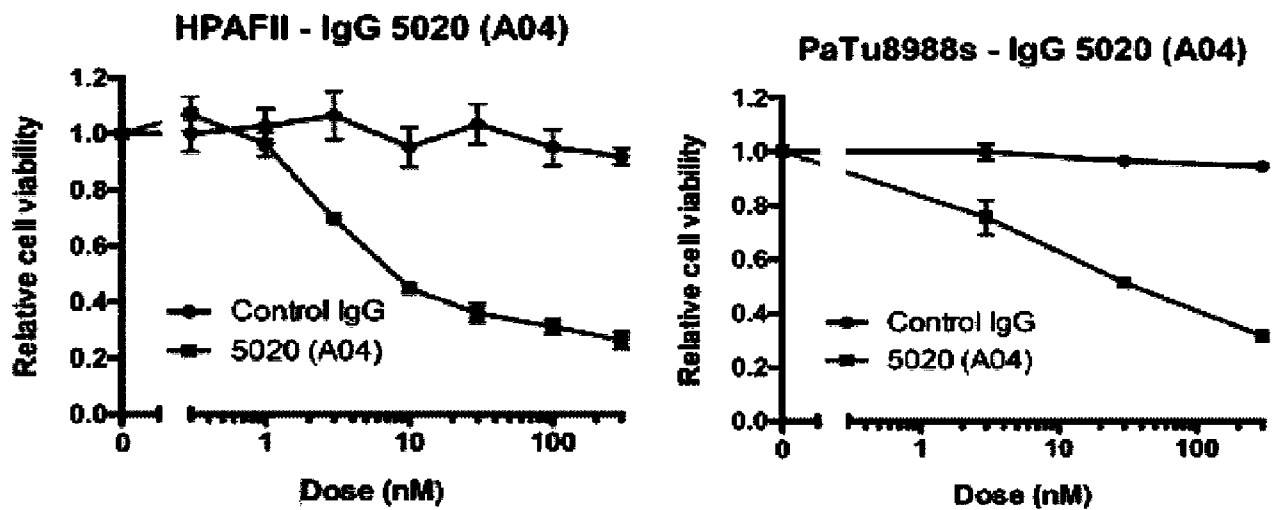 HPAFII - IgG 5020 (A04)
Relative cell viability
1.2
1.0
0.8
0.6
0.4
0.2
0.0
Control IgG
5020 (A04)
0 1 10 100
Dose (nM)
PaTu8988s - IgG 5020 (A04)
Relative cell viability
1.2
1.0
0.8
0.6
0.4
0.2
0.0
Control IgG
5020 (A04)
0 1 10 100
Dose (nM)